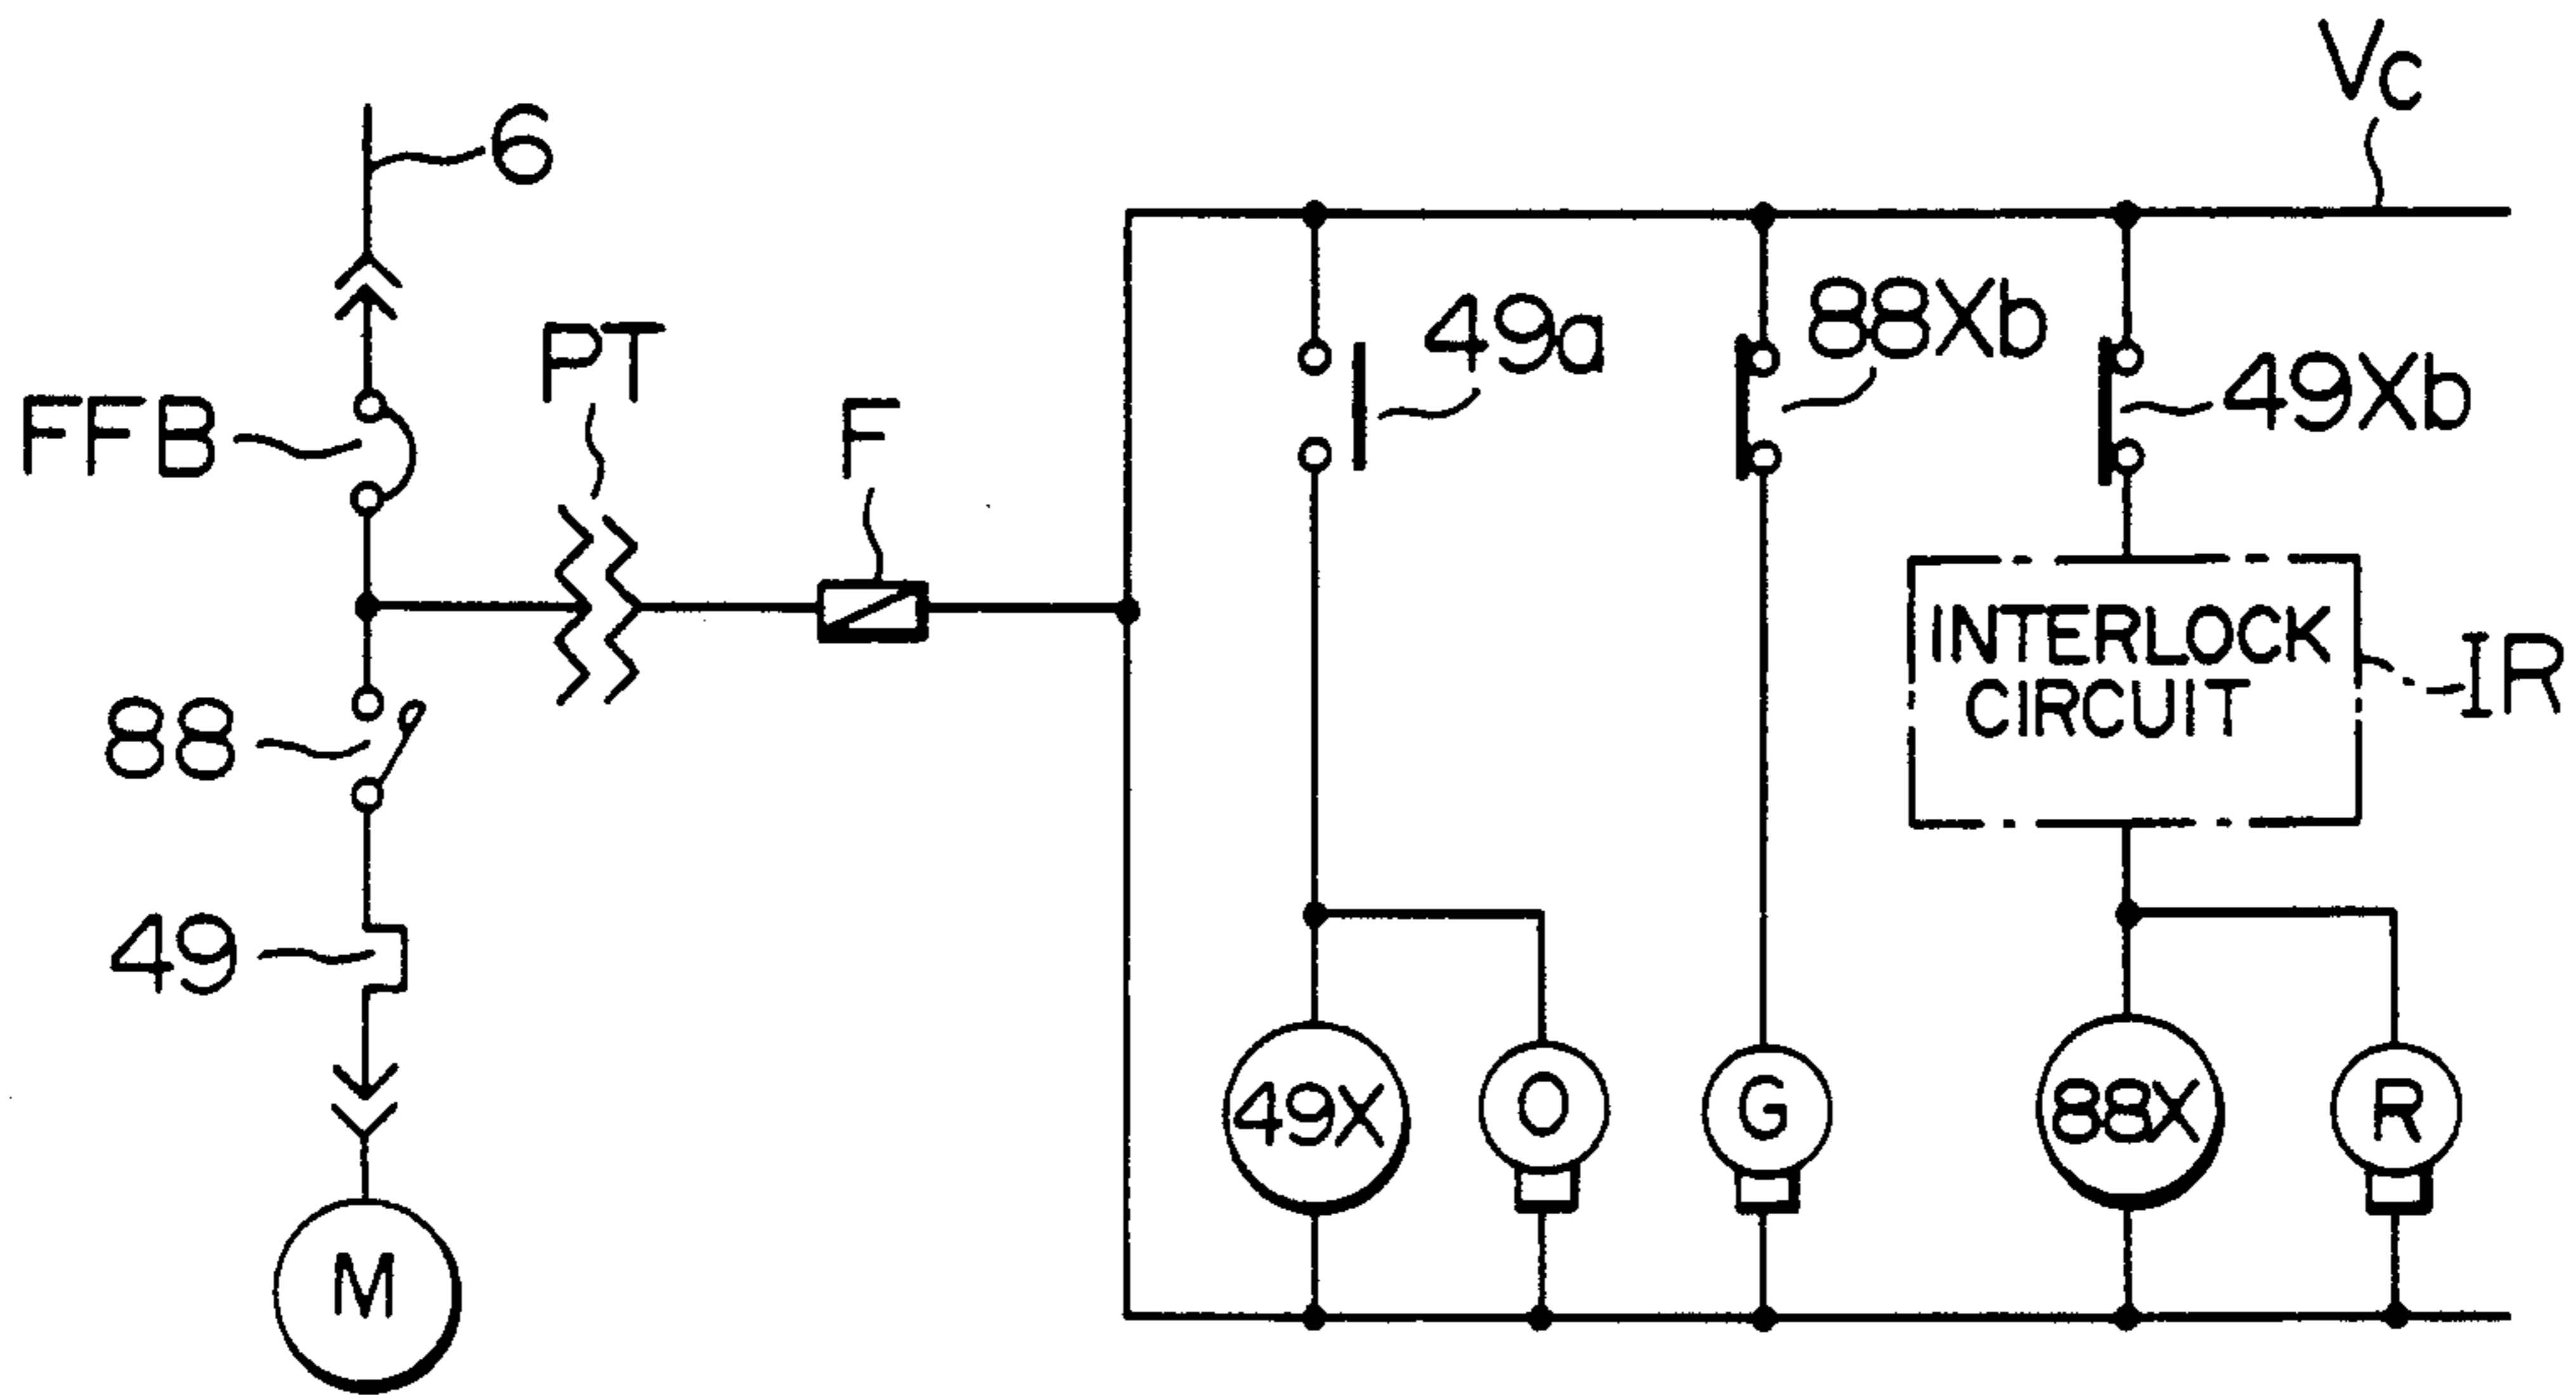 VC
6
49a
88Xb
49Xb
PT
F
FFB
INTERLOCK
CIRCUIT
IR
88
49
49X
O
G
88X
R
M